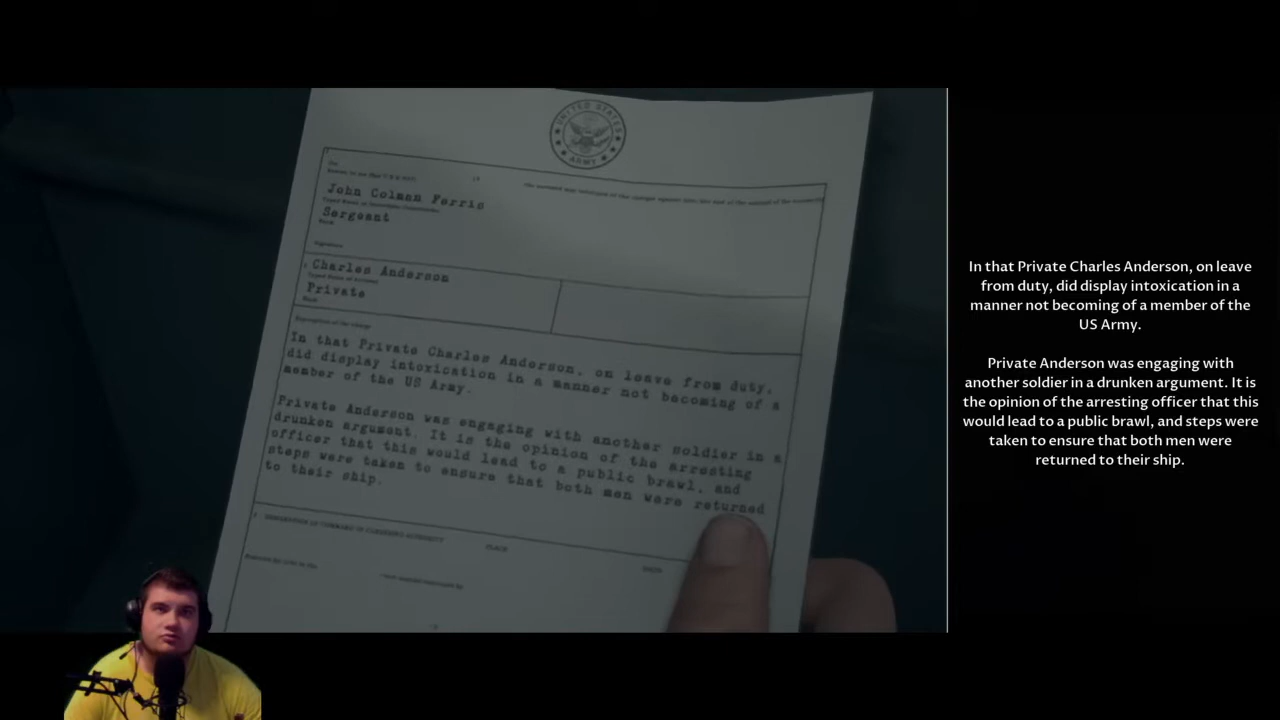 UNITED STATES
ARMY
John Colman Ferris
Sergeant
Signature
Charles Anderson
Private
In that Private Charles Anderson, on leave from duty,
did display intoxication in a manner not becoming of a
member of the US Army.
Private Anderson was engaging with another soldier in a
drunken argument. It is the opinion of the arresting
officer that this would lead to a public brawl, and
steps were taken to ensure that both men were returned
to their ship.
PLACE
DATE
In that Private Charles Anderson, on leave
from duty, did display intoxication in a
manner not becoming of a member of the
US Army.
Private Anderson was engaging with
another soldier in a drunken argument. It is
the opinion of the arresting officer that this
would lead to a public brawl, and steps were
taken to ensure that both men were
returned to their ship.